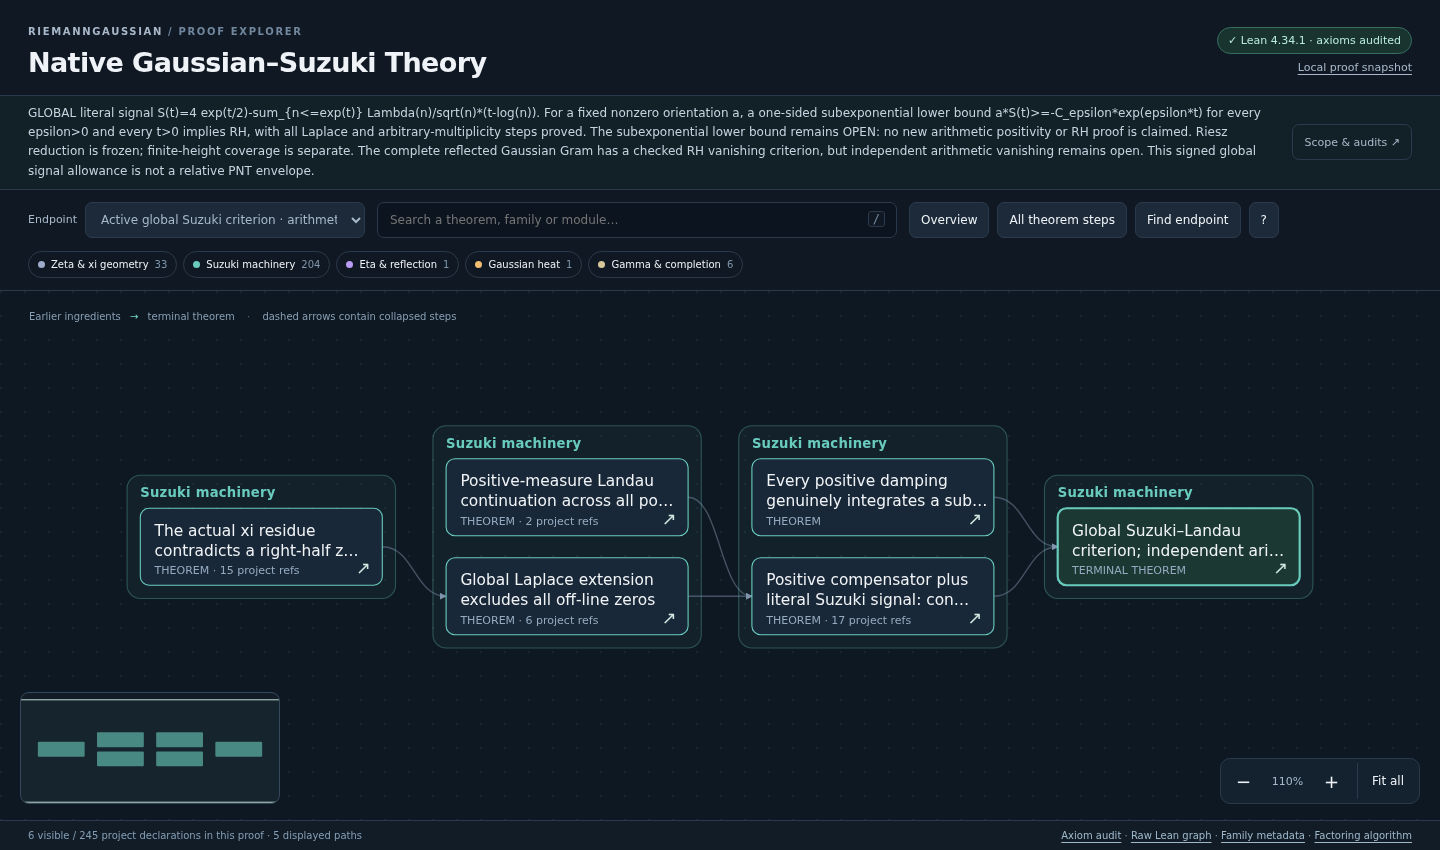 RIEMANNGAUSSIAN / PROOF EXPLORER
Native Gaussian–Suzuki Theory
✓ Lean 4.34.1 · axioms audited
Local proof snapshot
GLOBAL literal signal S(t)=4 exp(t/2)-sum_{n<=exp(t)} Lambda(n)/sqrt(n)*(t-log(n)). For a fixed nonzero orientation a, a one-sided subexponential lower bound a*S(t)>=-C_epsilon*exp(epsilon*t) for every
epsilon>0 and every t>0 implies RH, with all Laplace and arbitrary-multiplicity steps proved. The subexponential lower bound remains OPEN: no new arithmetic positivity or RH proof is claimed. Riesz
reduction is frozen; finite-height coverage is separate. The complete reflected Gaussian Gram has a checked RH vanishing criterion, but independent arithmetic vanishing remains open. This signed global
signal allowance is not a relative PNT envelope.
Scope & audits ↗
Endpoint
Active global Suzuki criterion · arithmet
Search a theorem, family or module…
/
Overview
All theorem steps
Find endpoint
?
Zeta & xi geometry 33
Suzuki machinery 204
Eta & reflection 1
Gaussian heat 1
Gamma & completion 6
Earlier ingredients → terminal theorem · dashed arrows contain collapsed steps
Suzuki machinery
The actual xi residue
contradicts a right-half z…
THEOREM · 15 project refs ↗
Suzuki machinery
Positive-measure Landau
continuation across all po…
THEOREM · 2 project refs ↗
Global Laplace extension
excludes all off-line zeros
THEOREM · 6 project refs ↗
Suzuki machinery
Every positive damping
genuinely integrates a sub…
THEOREM ↗
Positive compensator plus
literal Suzuki signal: con…
THEOREM · 17 project refs ↗
Suzuki machinery
Global Suzuki–Landau
criterion; independent ari…
TERMINAL THEOREM ↗
− 110% + Fit all
6 visible / 245 project declarations in this proof · 5 displayed paths
Axiom audit · Raw Lean graph · Family metadata · Factoring algorithm